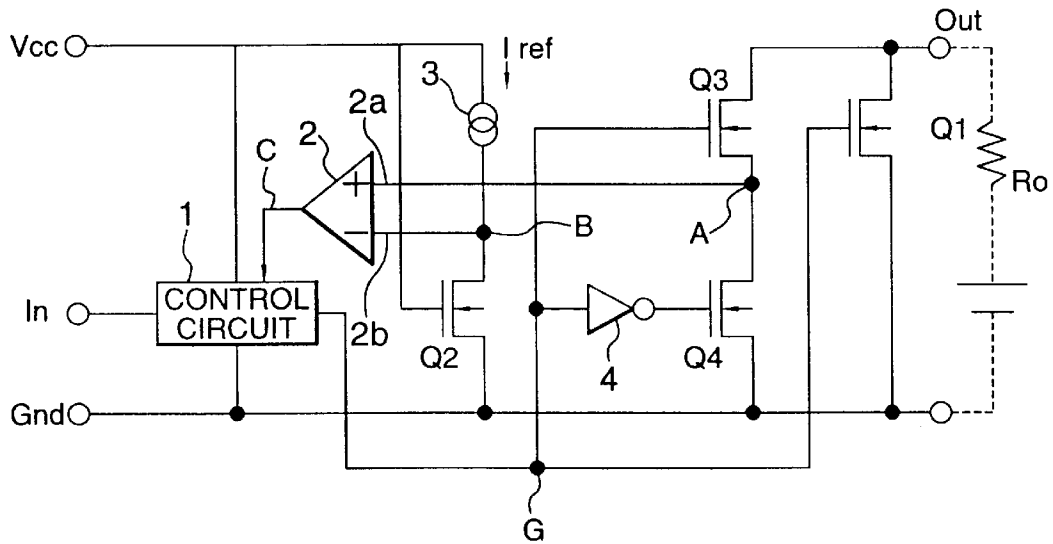 Vcc
I ref
Out
3
2a
Q3
2
Q1
C
+
Ro
1
B
A
−
In
CONTROL
CIRCUIT
2b
Q2
4
Q4
Gnd
G